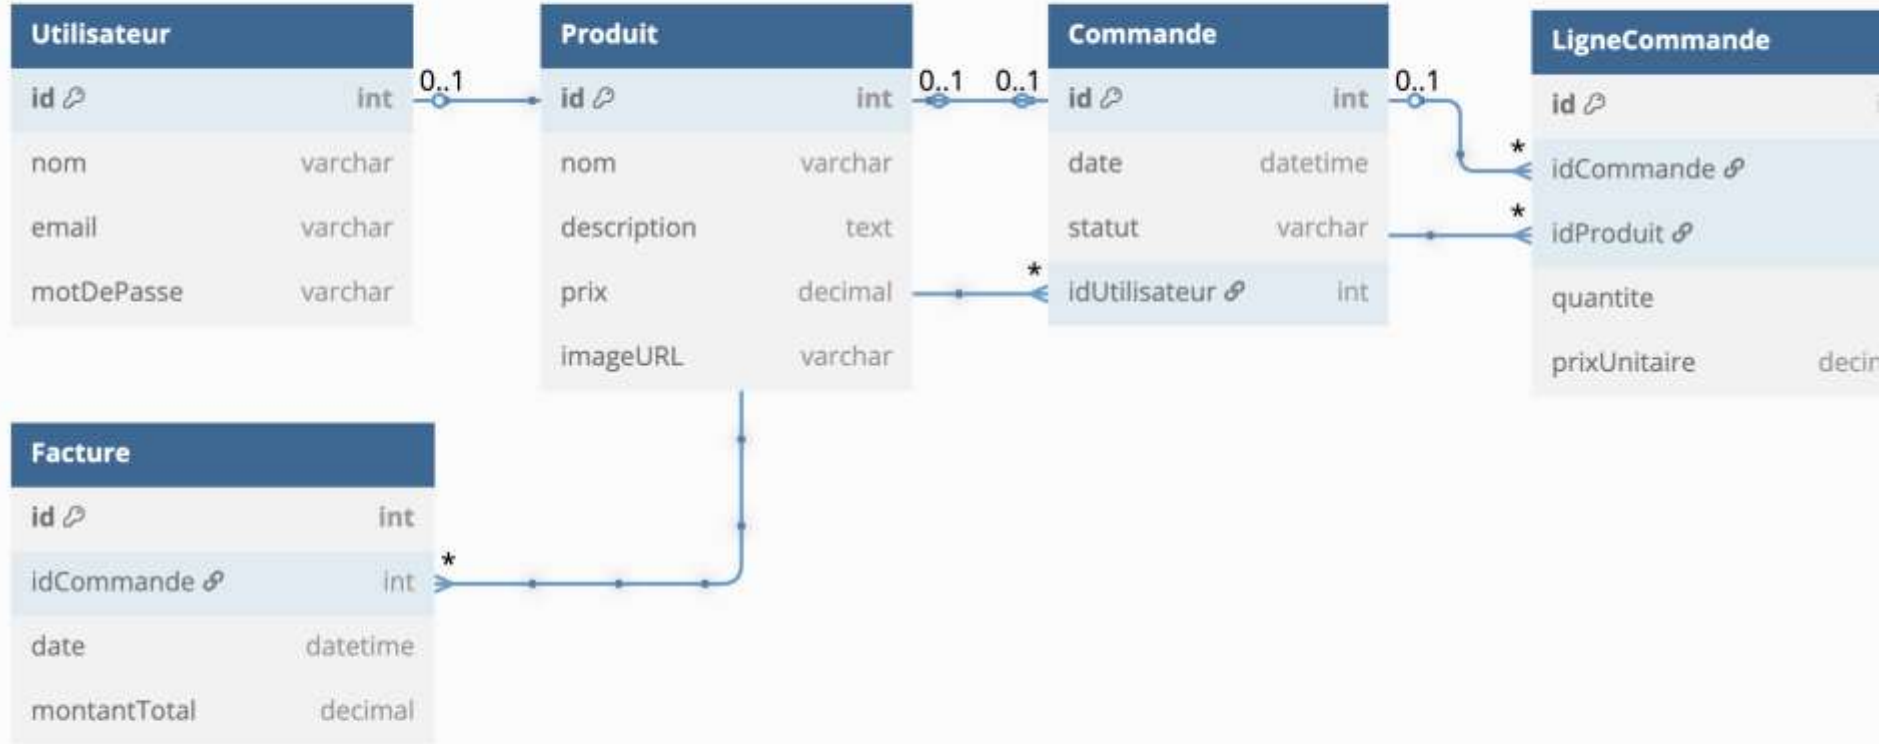 Utilisateur
id int
nom varchar
email varchar
motDePasse varchar
0..1
Produit
id int
nom varchar
description text
prix decimal
imageURL varchar
0..1 0..1
*
Commande
id int
date datetime
statut varchar
idUtilisateur int
0..1
*
*
LigneCommande
id
idCommande
idProduit
quantite
prixUnitaire
Facture
id int
idCommande int
date datetime
montantTotal decimal
*